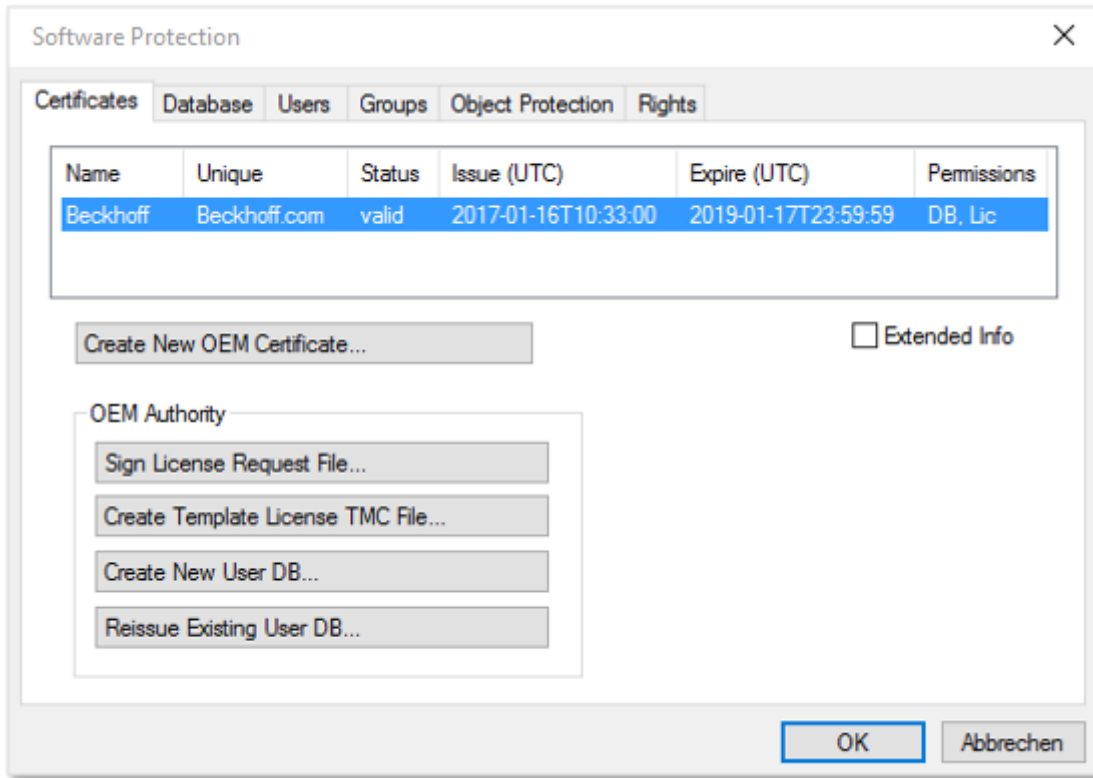 Software Protection
Certificates Database Users Groups Object Protection Rights
Name Unique Status Issue (UTC) Expire (UTC) Permissions
Beckhoff Beckhoff.com valid 2017-01-16T10:33:00 2019-01-17T23:59:59 DB, Lic
Create New OEM Certificate... Extended Info
OEM Authority
Sign License Request File...
Create Template License TMC File...
Create New User DB...
Reissue Existing User DB...
OK Abbrechen